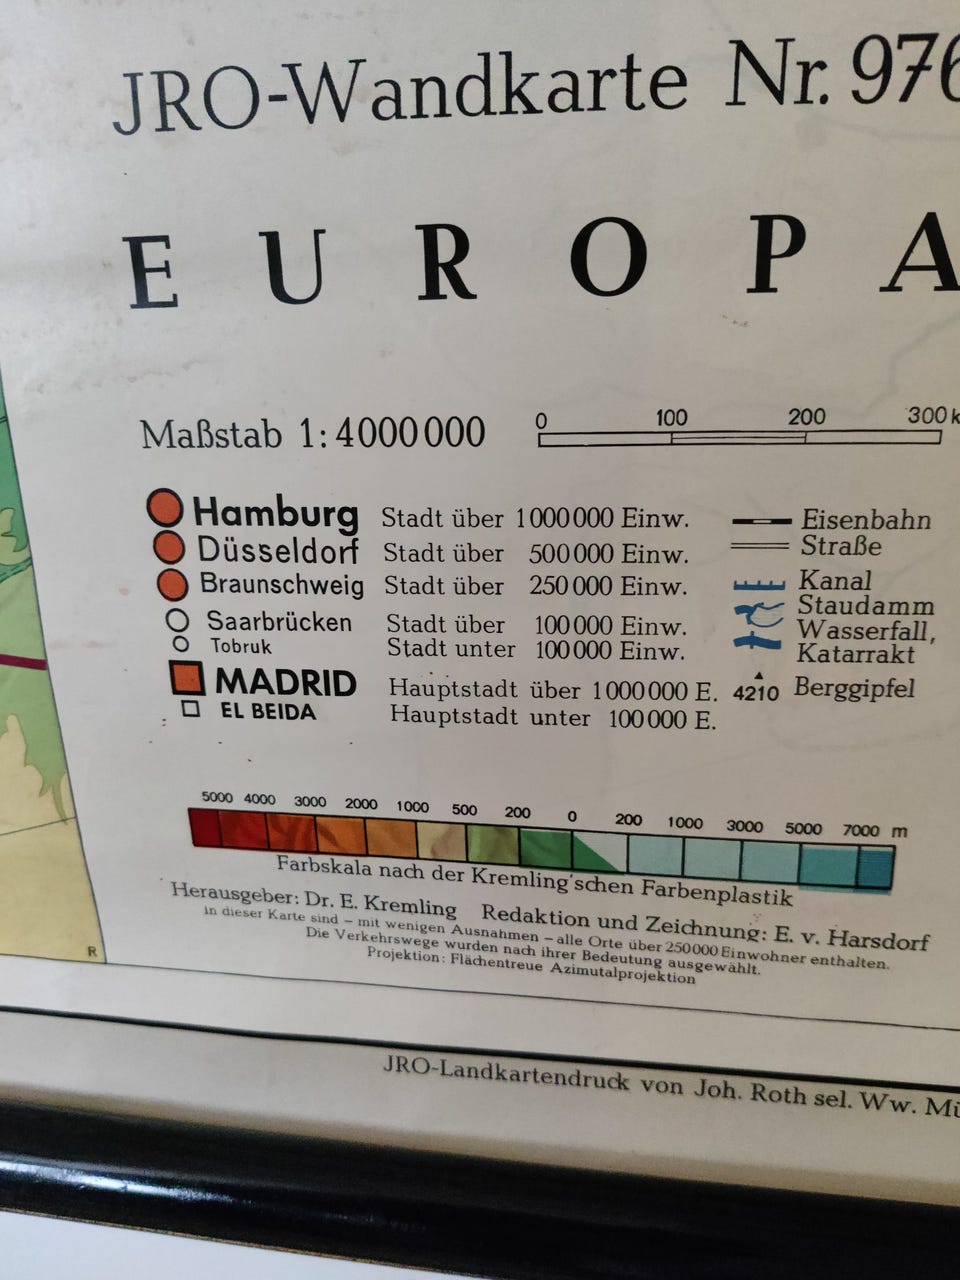 JRO-Wandkarte Nr. 976
EUROPA
Maßstab 1:4000000
0 100 200 300 k
Hamburg Stadt über 1000000 Einw.
Düsseldorf Stadt über 500000 Einw.
Braunschweig Stadt über 250000 Einw.
Saarbrücken Stadt über 100000 Einw.
Tobruk Stadt unter 100000 Einw.
MADRID Hauptstadt über 1000000 E.
EL BEIDA Hauptstadt unter 100000 E.
Eisenbahn
Straße
Kanal
Staudamm
Wasserfall,
Katarrakt
4210 Berggipfel
5000 4000 3000 2000 1000 500 200 0 200 1000 3000 5000 7000 m
Farbskala nach der Kremling'schen Farbenplastik
Herausgeber: Dr. E. Kremling Redaktion und Zeichnung: E. v. Harsdorf
In dieser Karte sind – mit wenigen Ausnahmen – alle Orte über 250000 Einwohner enthalten.
Die Verkehrswege wurden nach ihrer Bedeutung ausgewählt.
Projektion: Flächentreue Azimutalprojektion
R
JRO-Landkartendruck von Joh. Roth sel. Ww. Mü